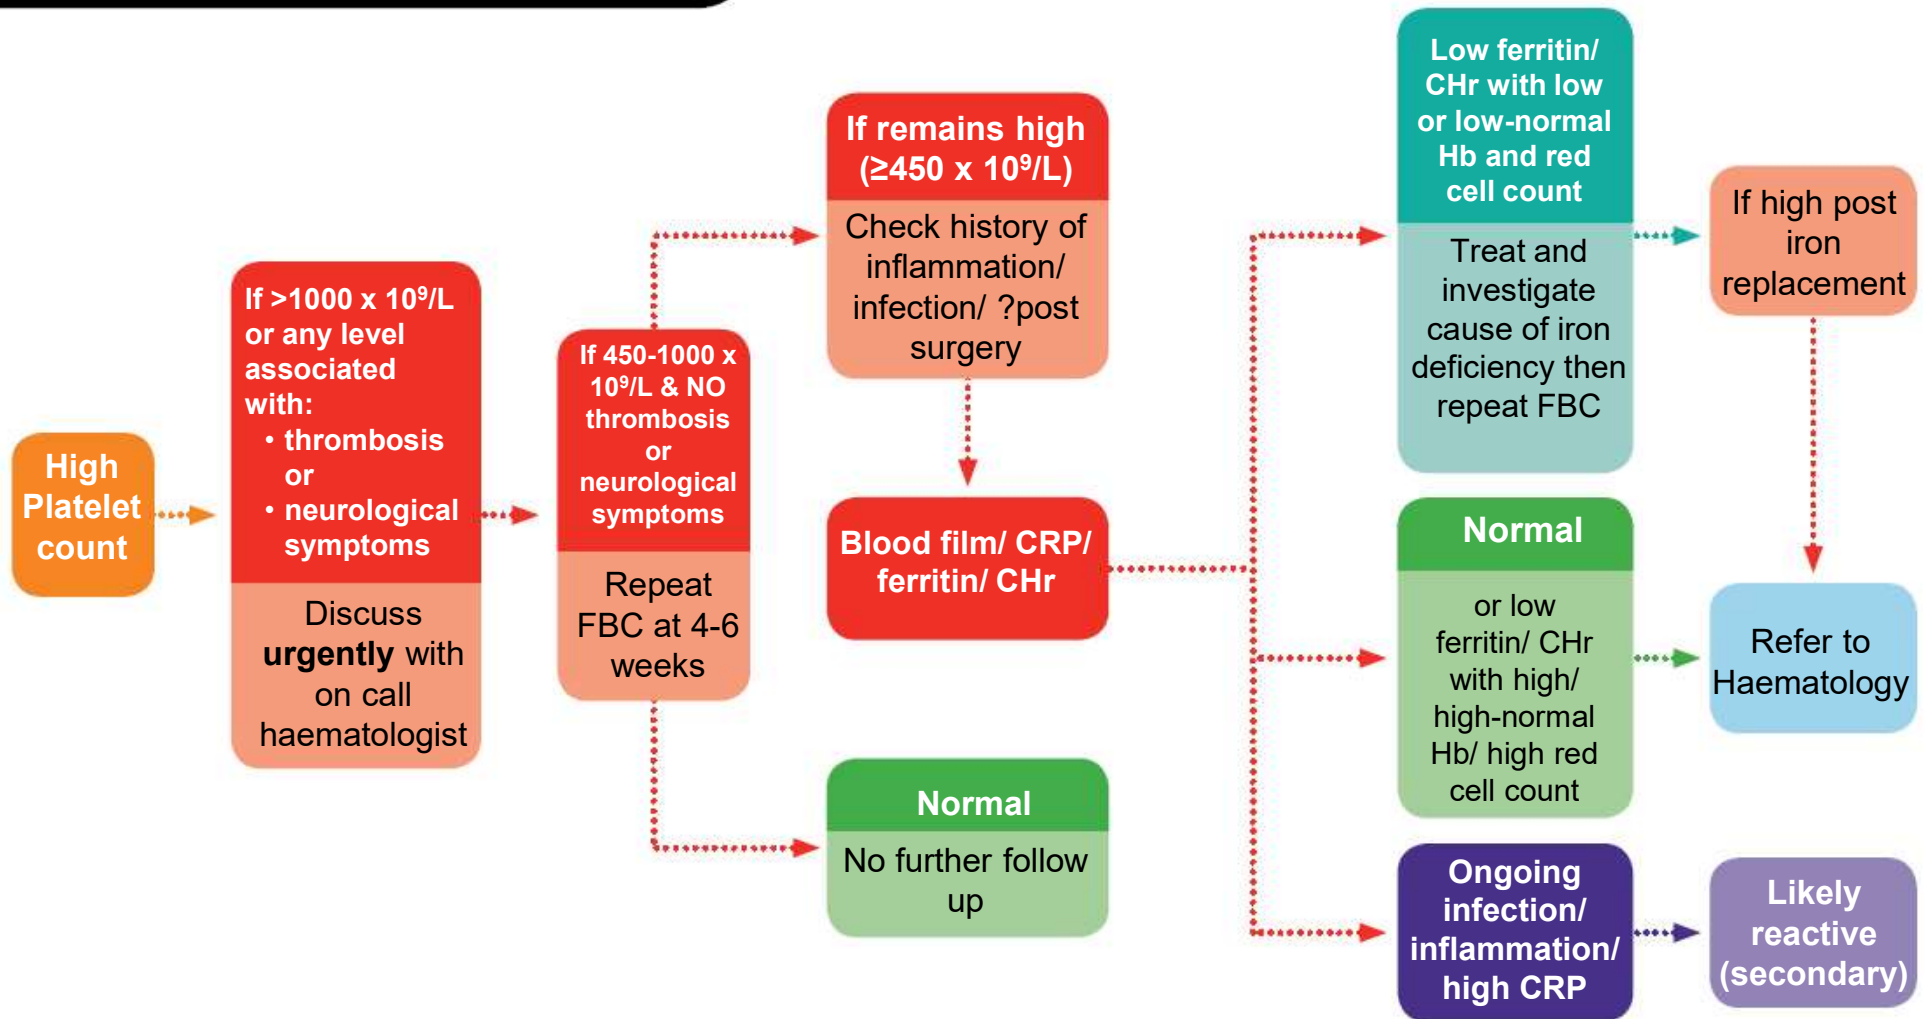 High
Platelet
count
If >1000 x 10⁹/L
or any level
associated
with:
• thrombosis
or
• neurological
symptoms
Discuss
urgently with
on call
haematologist
If 450-1000 x
10⁹/L & NO
thrombosis
or
neurological
symptoms
Repeat
FBC at 4-6
weeks
If remains high
(≥450 x 10⁹/L)
Check history of
inflammation/
infection/ ?post
surgery
Blood film/ CRP/
ferritin/ CHr
Normal
No further follow
up
Low ferritin/
CHr with low
or low-normal
Hb and red
cell count
Treat and
investigate
cause of iron
deficiency then
repeat FBC
If high post
iron
replacement
Normal
or low
ferritin/ CHr
with high/
high-normal
Hb/ high red
cell count
Refer to
Haematology
Ongoing
infection/
inflammation/
high CRP
Likely
reactive
(secondary)